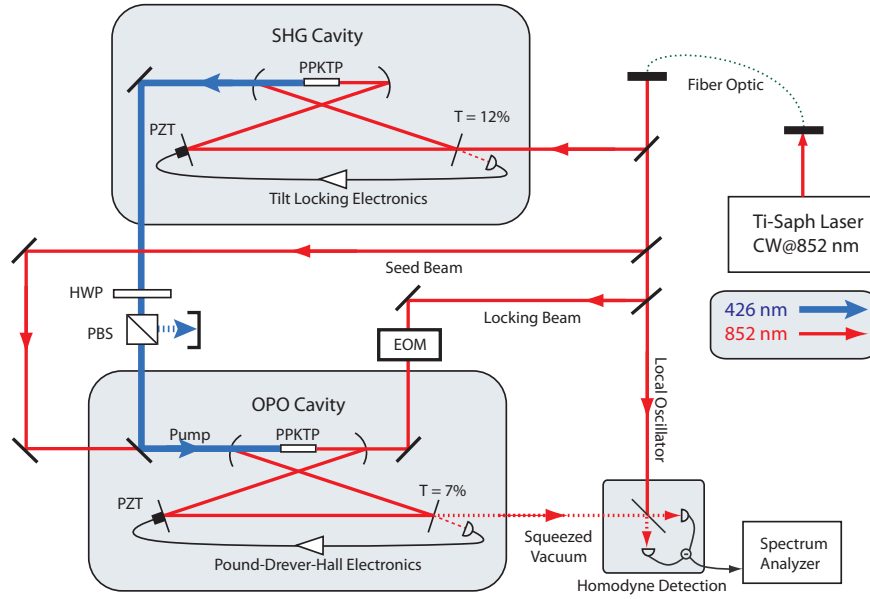 SHG Cavity
PPKTP
Fiber Optic
T = 12%
PZT
Tilt Locking Electronics
Ti-Saph Laser
CW@852 nm
Seed Beam
HWP
Locking Beam
426 nm
852 nm
PBS
EOM
Local Oscillator
OPO Cavity
Pump
PPKTP
T = 7%
PZT
Squeezed
Vacuum
Pound-Drever-Hall Electronics
Homodyne Detection
Spectrum
Analyzer